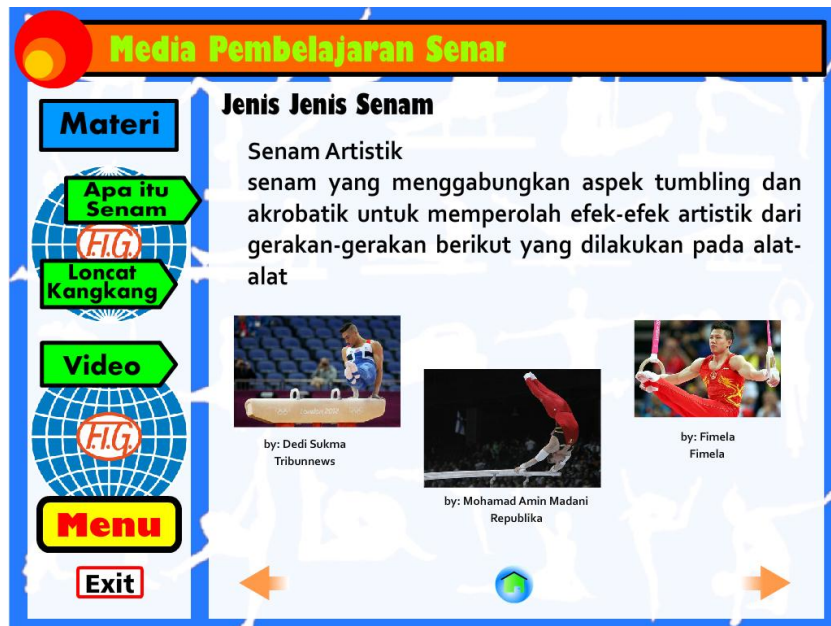 Media Pembelajaran Senar
Materi
Apa itu
Senam
F.I.G.
Loncat
Kangkang
Video
F.I.G.
Menu
Exit
Jenis Jenis Senam
Senam Artistik
senam yang menggabungkan aspek tumbling dan
akrobatik untuk memperolah efek-efek artistik dari
gerakan-gerakan berikut yang dilakukan pada alat-
alat
by: Dedi Sukma
Tribunnews
by: Mohamad Amin Madani
Republika
by: Fimela
Fimela